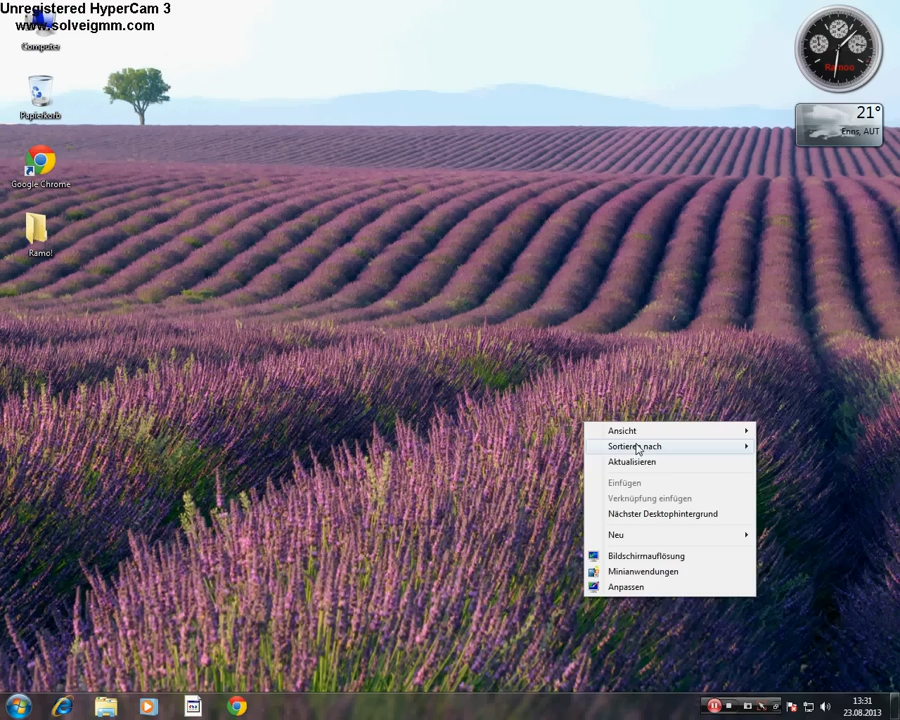 Unregistered HyperCam 3
www.solveigmm.com
Computer
Papierkorb
Google Chrome
Ramo!
21°
Enns, AUT
Ansicht
Sortieren nach
Aktualisieren
Einfügen
Verknüpfung einfügen
Nächster Desktophintergrund
Neu
Bildschirmauflösung
Minianwendungen
Anpassen
13:31
23.08.2013